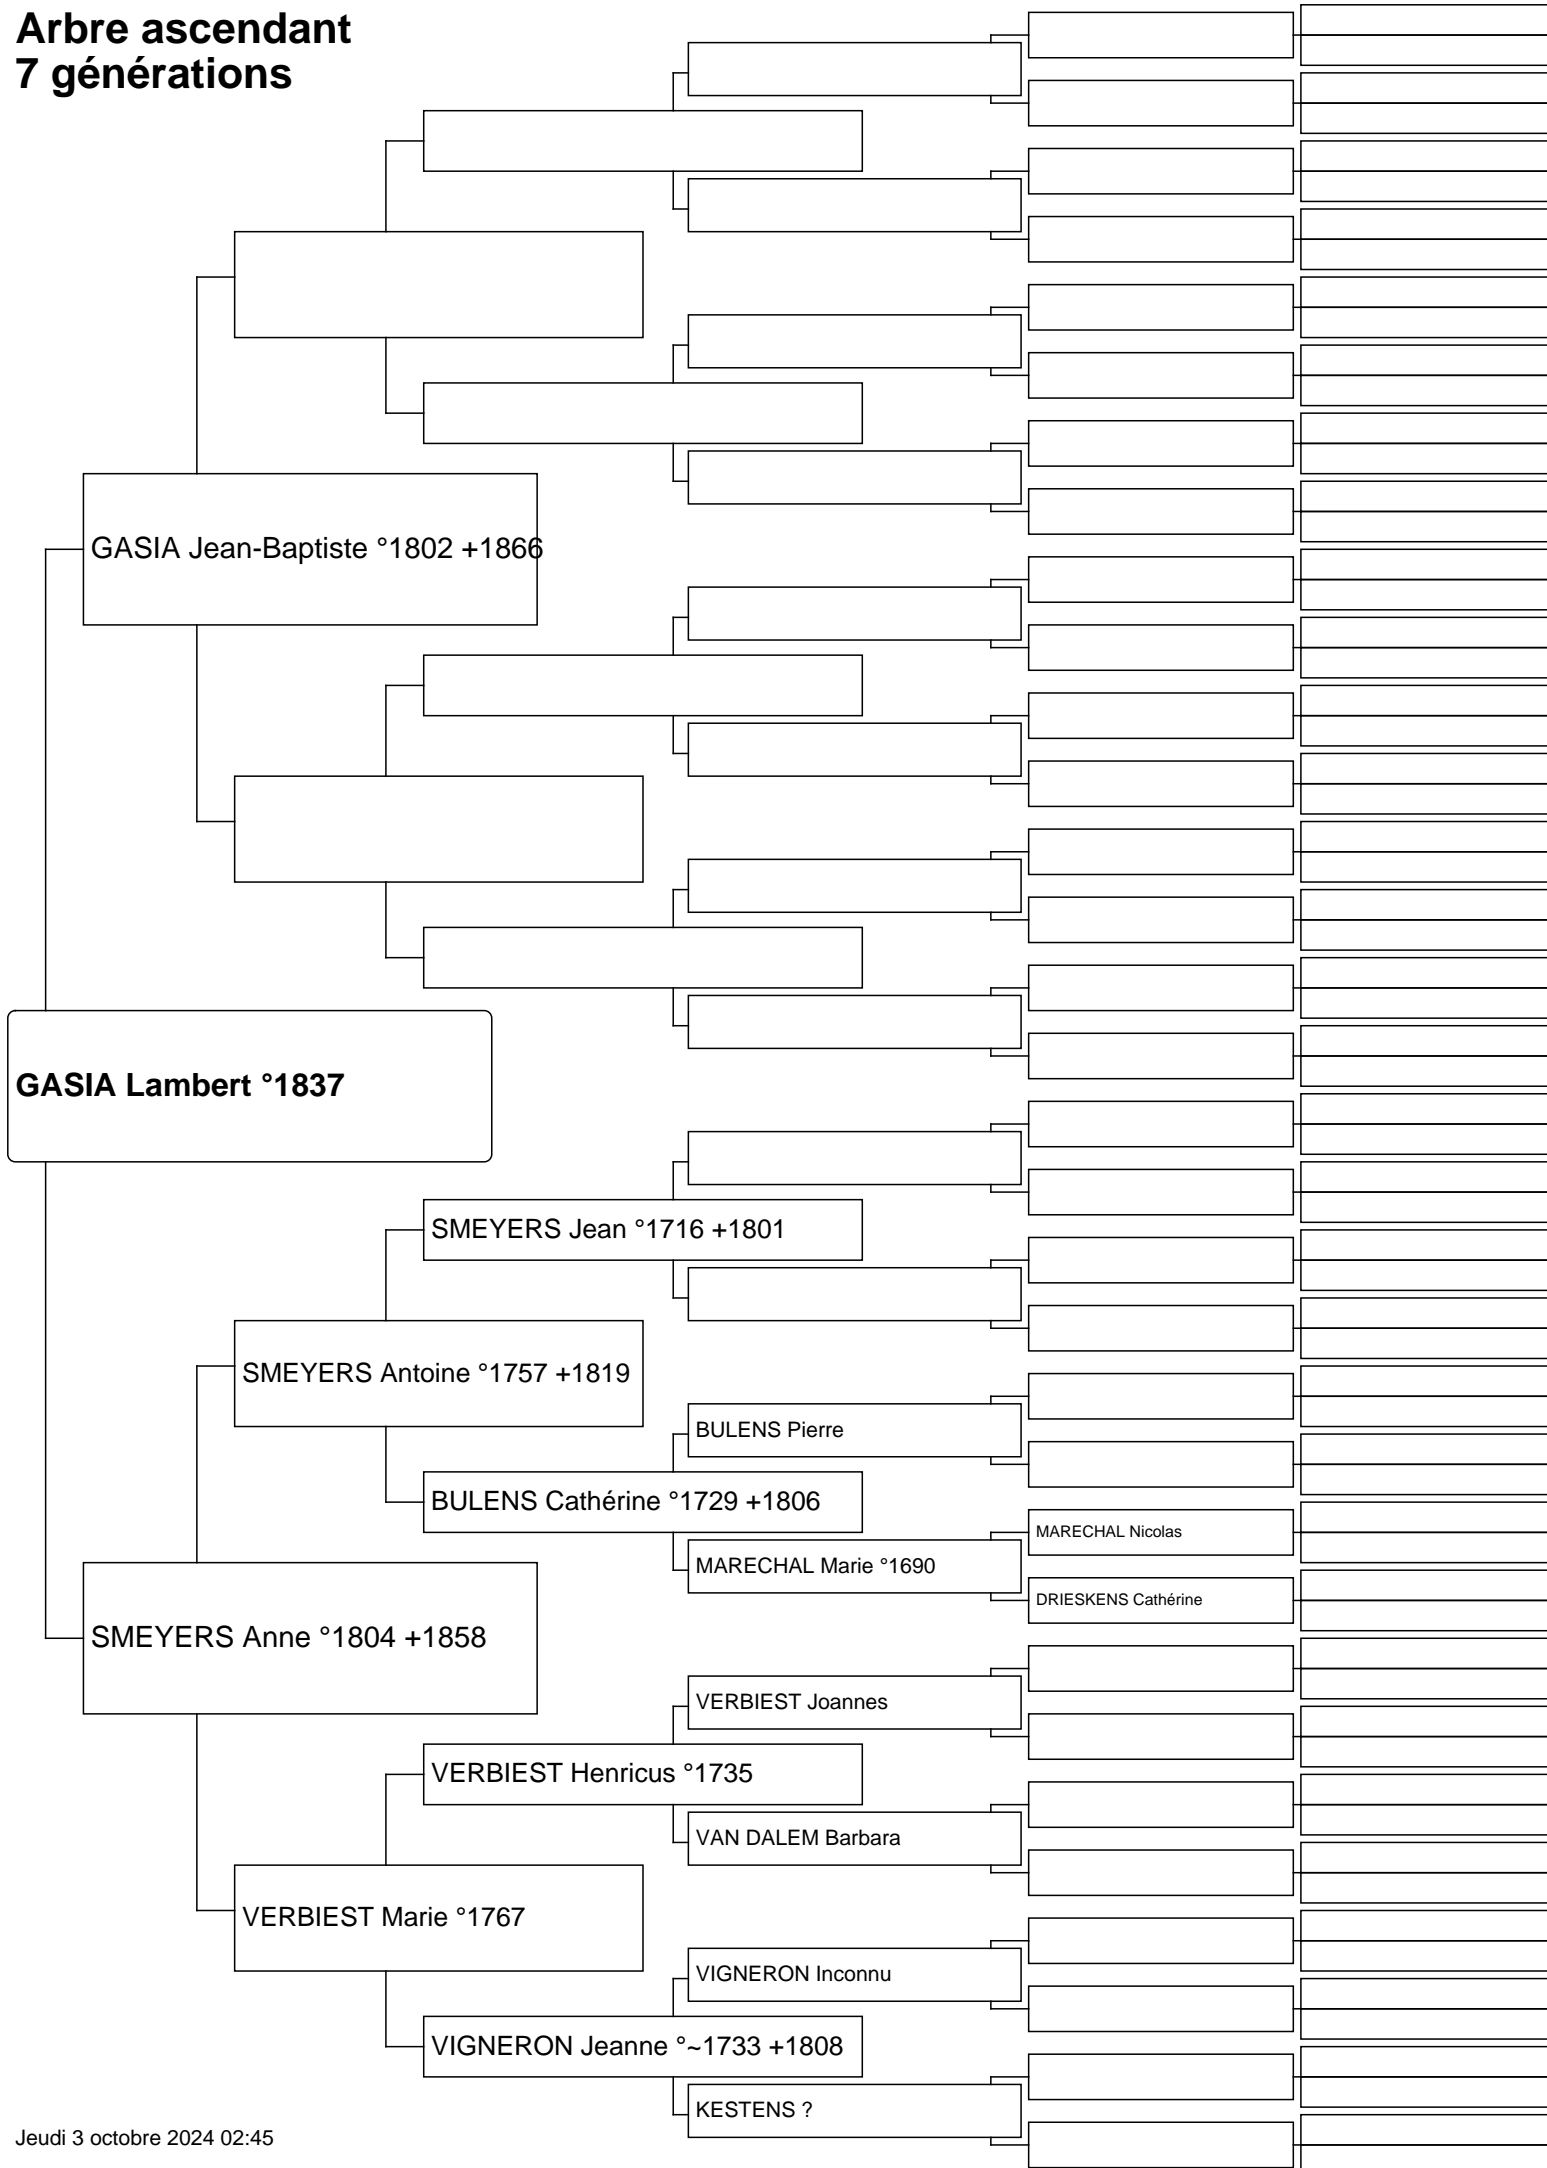 Arbre ascendant
7 générations
GASIA Jean-Baptiste °1802 +1866
GASIA Lambert °1837
SMEYERS Jean °1716 +1801
SMEYERS Antoine °1757 +1819
BULENS Pierre
BULENS Cathérine °1729 +1806
MARECHAL Nicolas
MARECHAL Marie °1690
DRIESKENS Cathérine
SMEYERS Anne °1804 +1858
VERBIEST Joannes
VERBIEST Henricus °1735
VAN DALEM Barbara
VERBIEST Marie °1767
VIGNERON Inconnu
VIGNERON Jeanne °~1733 +1808
KESTENS ?
Jeudi 3 octobre 2024 02:45